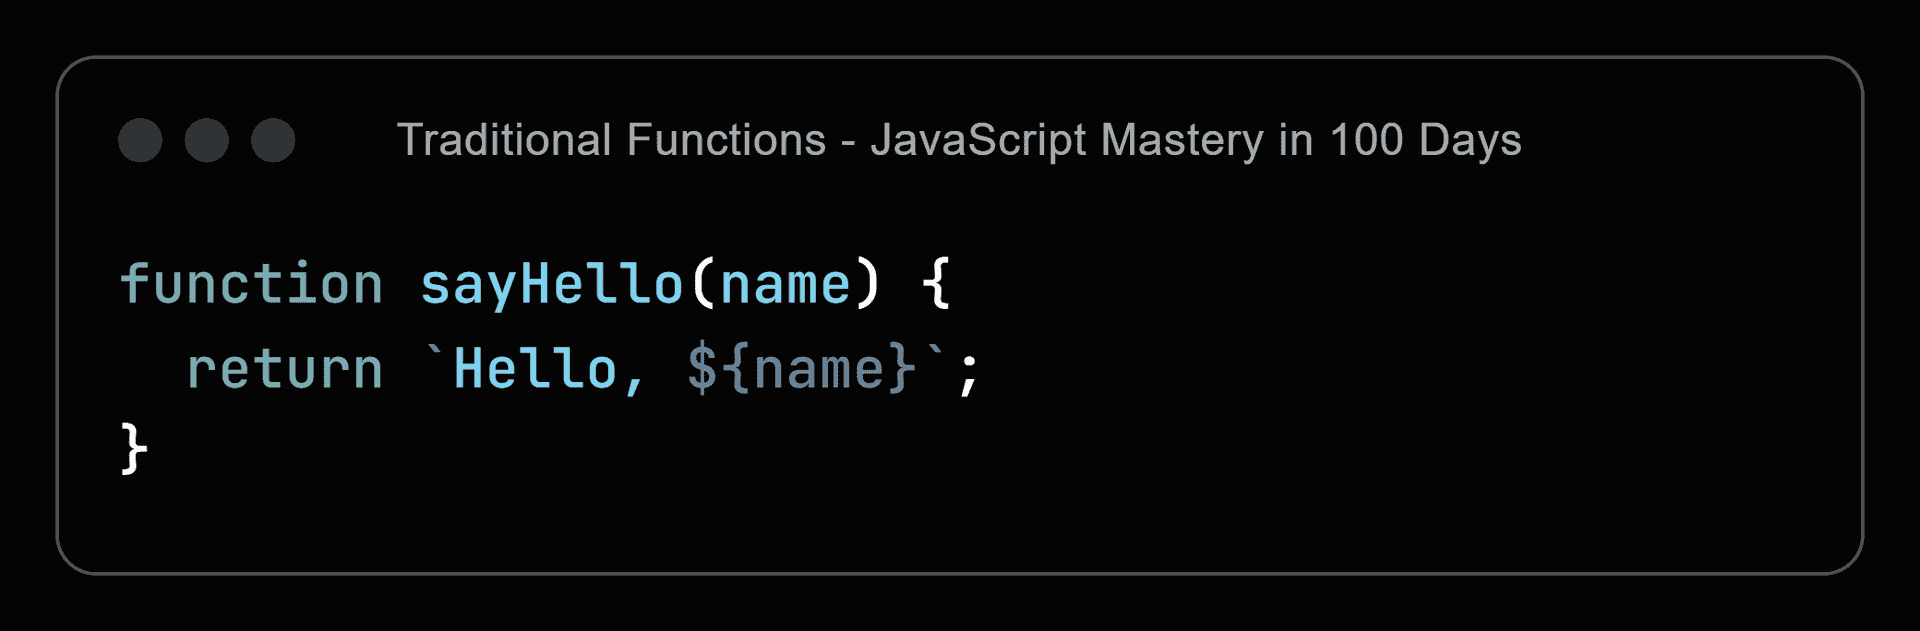 Traditional Functions - JavaScript Mastery in 100 Days
function sayHello(name) {
  return `Hello, ${name}`;
}